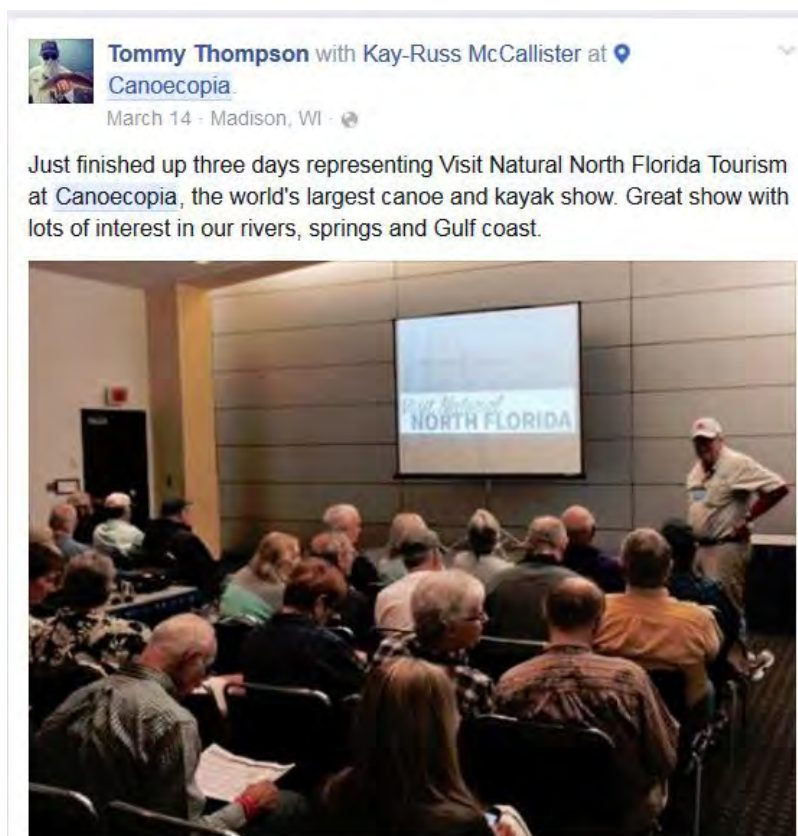 Tommy Thompson with Kay-Russ McCallister at
Canoecopia.
March 14 · Madison, WI ·
Just finished up three days representing Visit Natural North Florida Tourism
at Canoecopia, the world's largest canoe and kayak show. Great show with
lots of interest in our rivers, springs and Gulf coast.
Visit Natural
NORTH FLORIDA